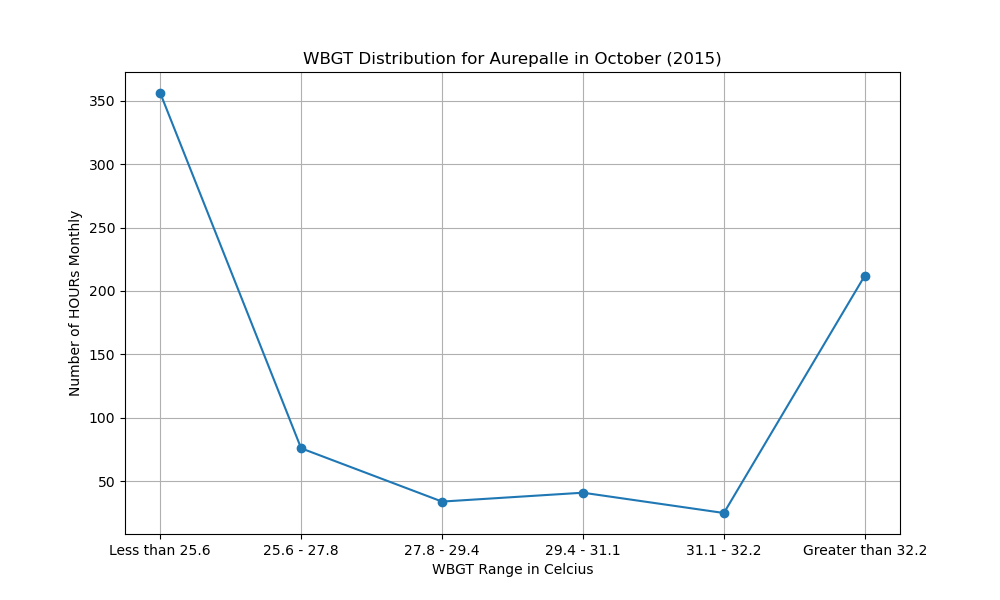 WBGT Distribution for Aurepalle in October (2015)
Number of HOURs Monthly
350
300
250
200
150
100
50
Less than 25.6
25.6 - 27.8
27.8 - 29.4
29.4 - 31.1
31.1 - 32.2
Greater than 32.2
WBGT Range in Celcius